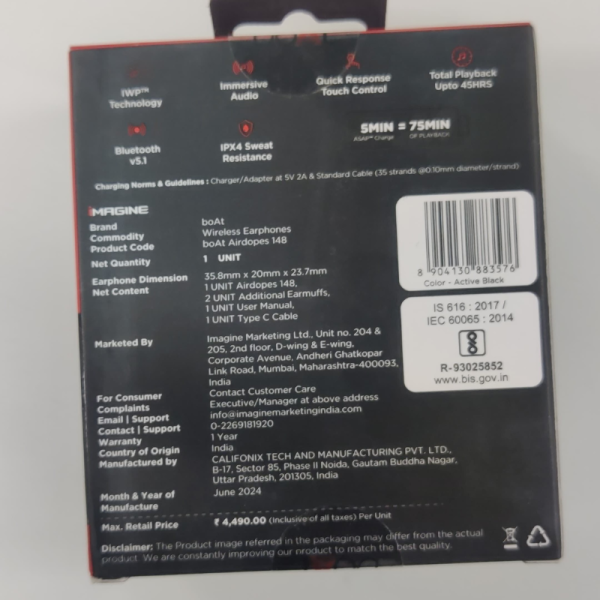 IWP™
Technology
Immersive
Audio
Quick Response
Touch Control
Total Playback
Upto 45HRS
Bluetooth
v5.1
IPX4 Sweat
Resistance
5MIN = 75MIN
ASAP™ Charge OF PLAYBACK
Charging Norms & Guidelines : Charger/Adapter at 5V 2A & Standard Cable (35 strands @0.10mm diameter/strand)
iMAGINE
Brand boAt
Commodity Wireless Earphones
Product Code boAt Airdopes 148
Net Quantity 1 UNIT
Earphone Dimension 35.8mm x 20mm x 23.7mm
Net Content 1 UNIT Airdopes 148,
2 UNIT Additional Earmuffs,
1 UNIT User Manual,
1 UNIT Type C Cable
Marketed By Imagine Marketing Ltd., Unit no. 204 &
205, 2nd floor, D-wing & E-wing,
Corporate Avenue, Andheri Ghatkopar
Link Road, Mumbai, Maharashtra-400093,
India
For Consumer Contact Customer Care
Complaints Executive/Manager at above address
Email | Support info@imaginemarketingindia.com
Contact | Support 0-2269181920
Warranty 1 Year
Country of Origin India
Manufactured by CALIFONIX TECH AND MANUFACTURING PVT. LTD.,
B-17, Sector 85, Phase II Noida, Gautam Buddha Nagar,
Uttar Pradesh, 201305, India
Month & Year of June 2024
Manufacture
Max. Retail Price ₹ 4,490.00 (Inclusive of all taxes) Per Unit
Disclaimer: The Product image referred in the packaging may differ from the actual
product. We are constantly improving our product to match the best quality.
8 904130 883576
Color - Active Black
IS 616 : 2017 /
IEC 60065 : 2014
R-93025852
www.bis.gov.in